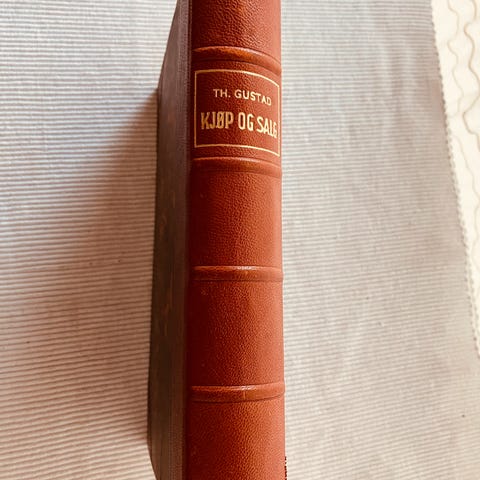 TH. GUSTAD
KJØP OG SALG